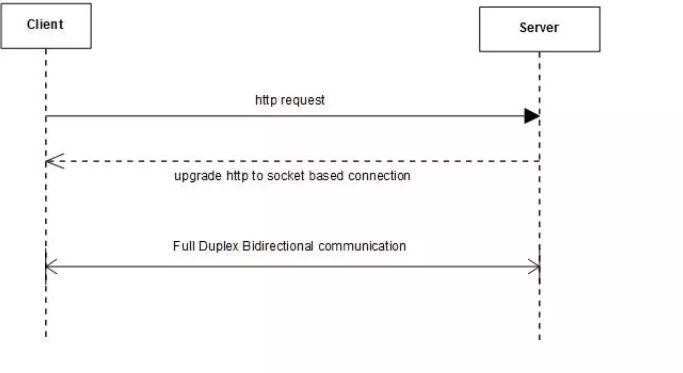 Client
Server
http request
upgrade http to socket based connection
Full Duplex Bidirectional communication